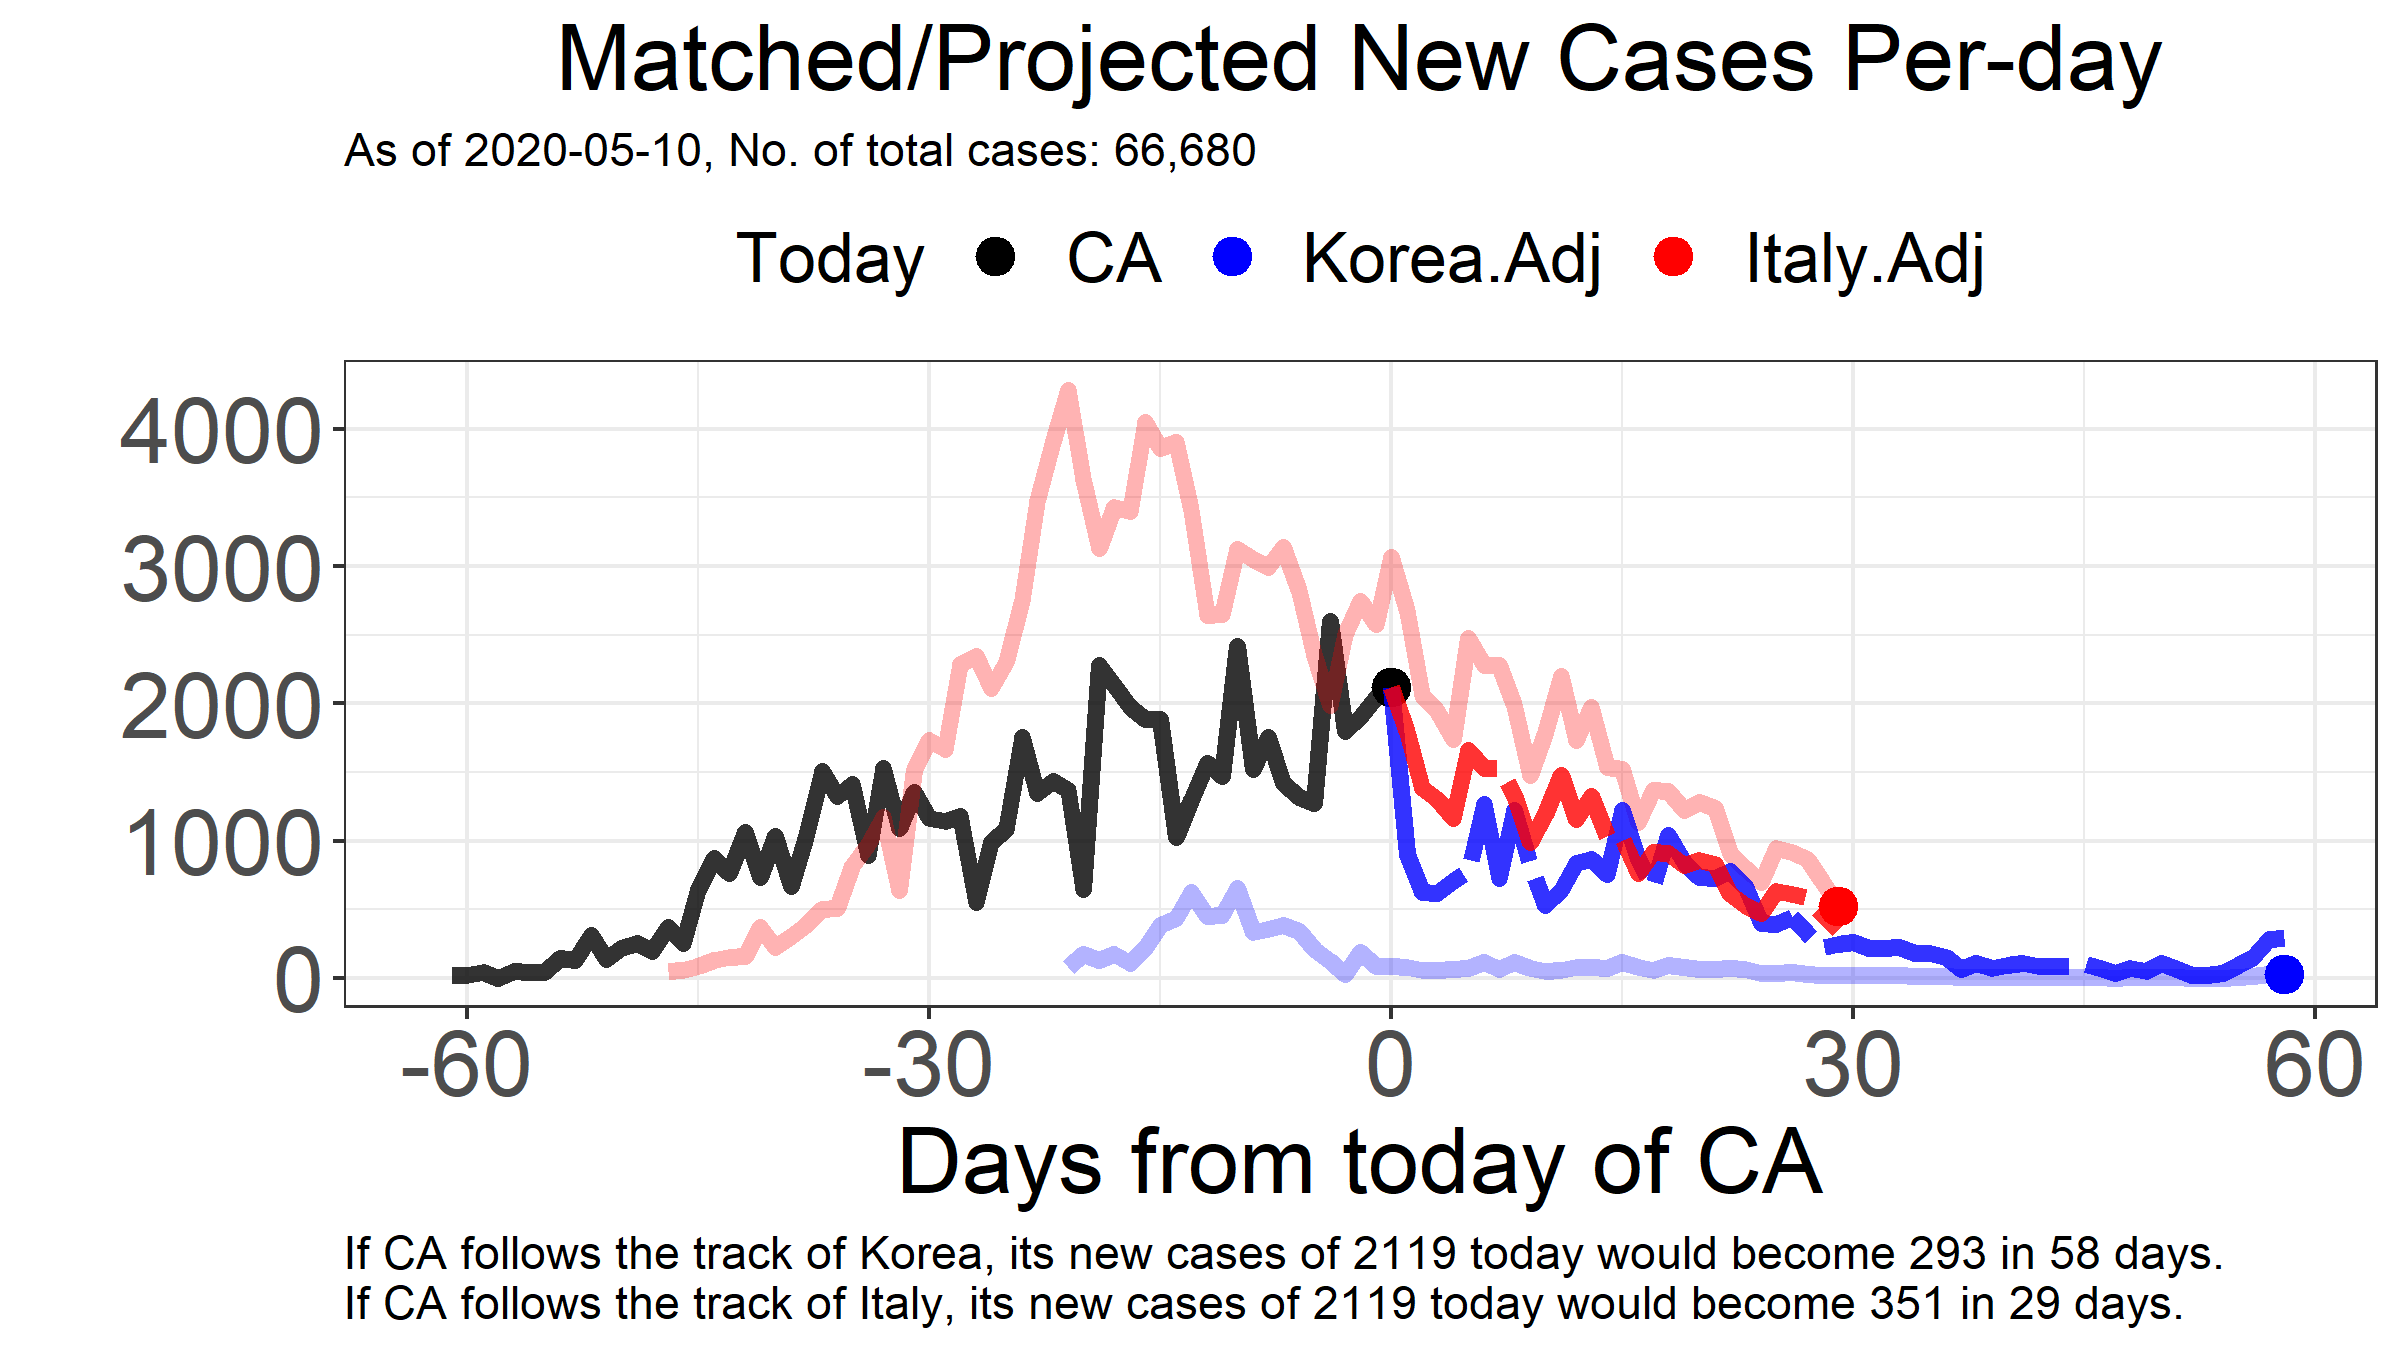 Matched/Projected New Cases Per-day
As of 2020-05-10, No. of total cases: 66,680
Today CA Korea.Adj Italy.Adj
4000
3000
2000
1000
0
-60 -30 0 30 60
Days from today of CA
If CA follows the track of Korea, its new cases of 2119 today would become 293 in 58 days.
If CA follows the track of Italy, its new cases of 2119 today would become 351 in 29 days.